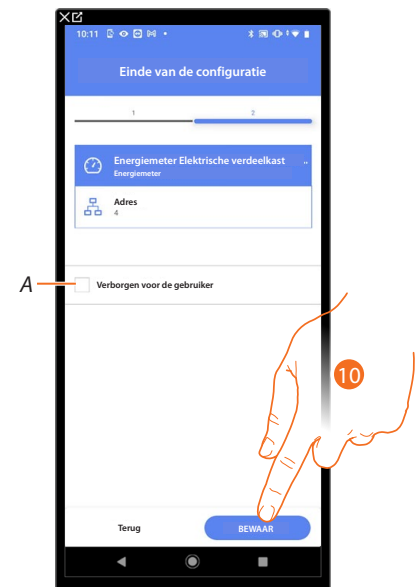 10:11
Einde van de configuratie
1 2
Energiemeter Elektrische verdeelkast ..
Energiemeter
Adres
4
A
Verborgen voor de gebruiker
10
Terug
BEWAAR